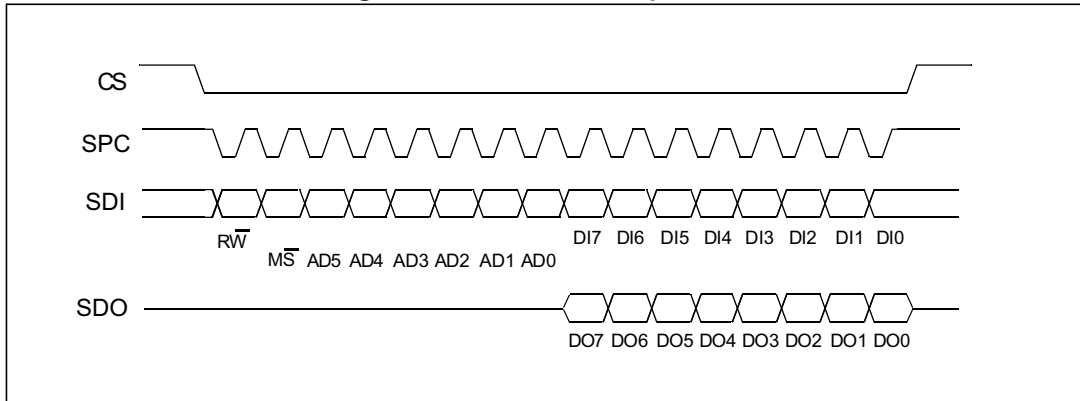 CS
SPC
SDI
RW̅
DI7 DI6 DI5 DI4 DI3 DI2 DI1 DI0
MS̅ AD5 AD4 AD3 AD2 AD1 AD0
SDO
DO7 DO6 DO5 DO4 DO3 DO2 DO1 DO0